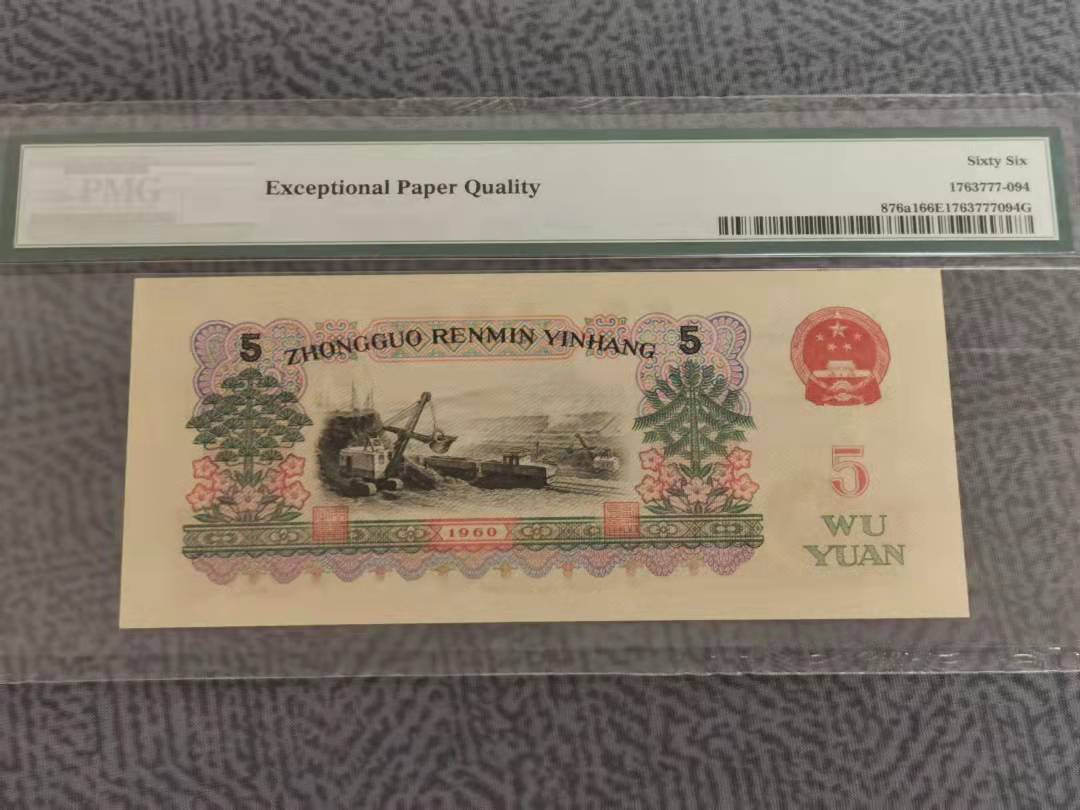 PMG
Exceptional Paper Quality
Sixty Six
1763777-094
876a166E1763777094G
5 ZHONGGUO RENMIN YINHANG 5
5
1960
WU
YUAN